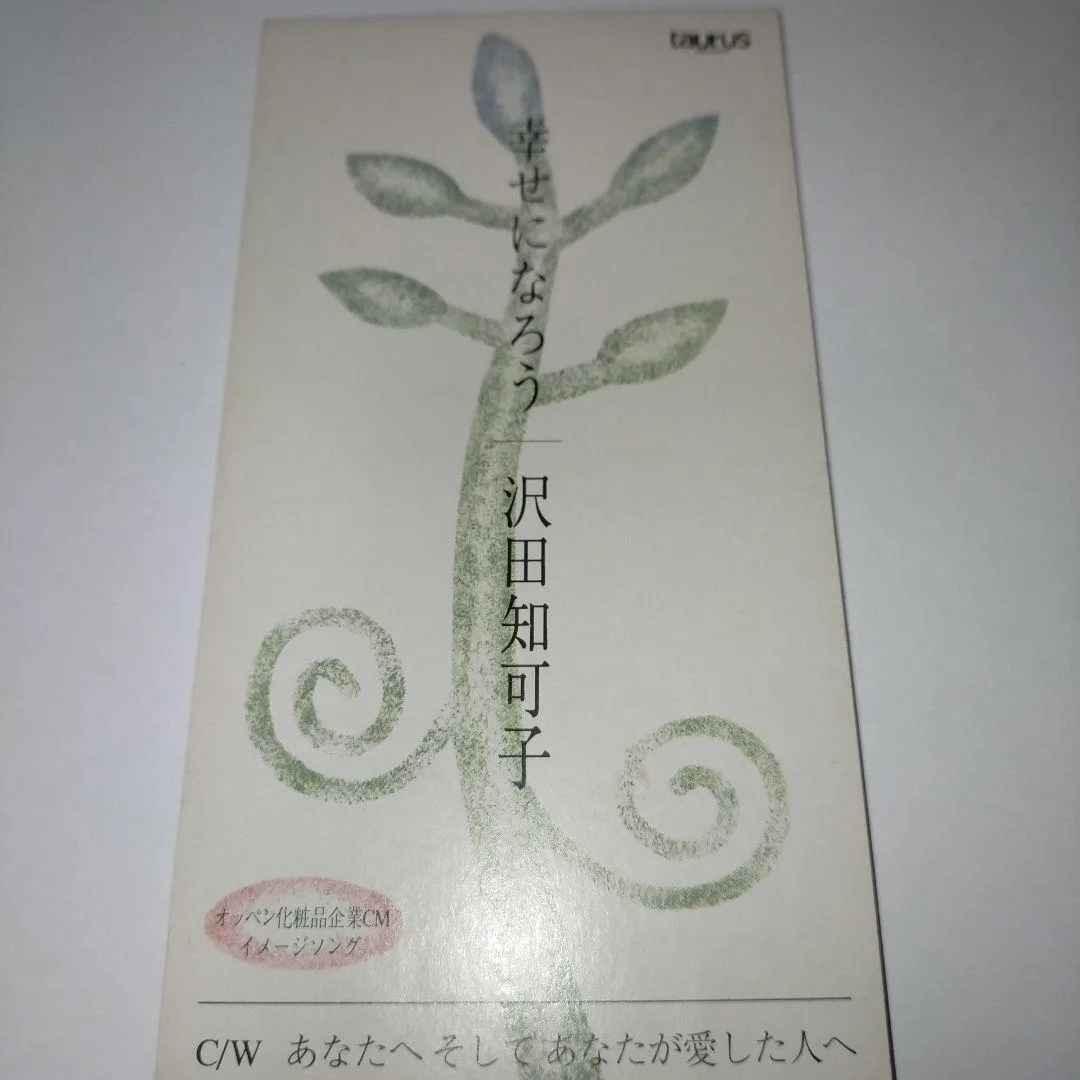 taurus
幸せになろう
沢田知可子
オッペン化粧品企業CM
イメージソング
C/W あなたへ そして あなたが愛した人へ